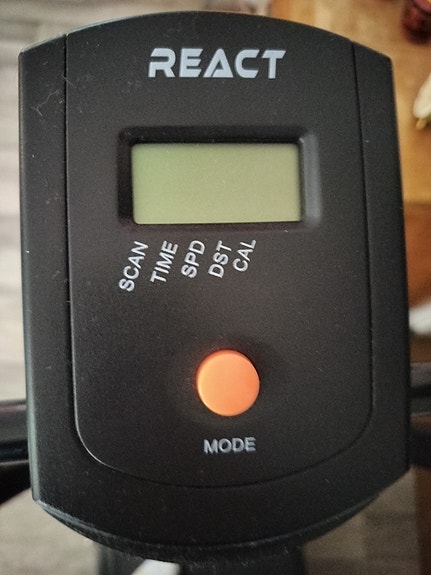 REACT
SCAN
TIME
SPD
DST
CAL
MODE